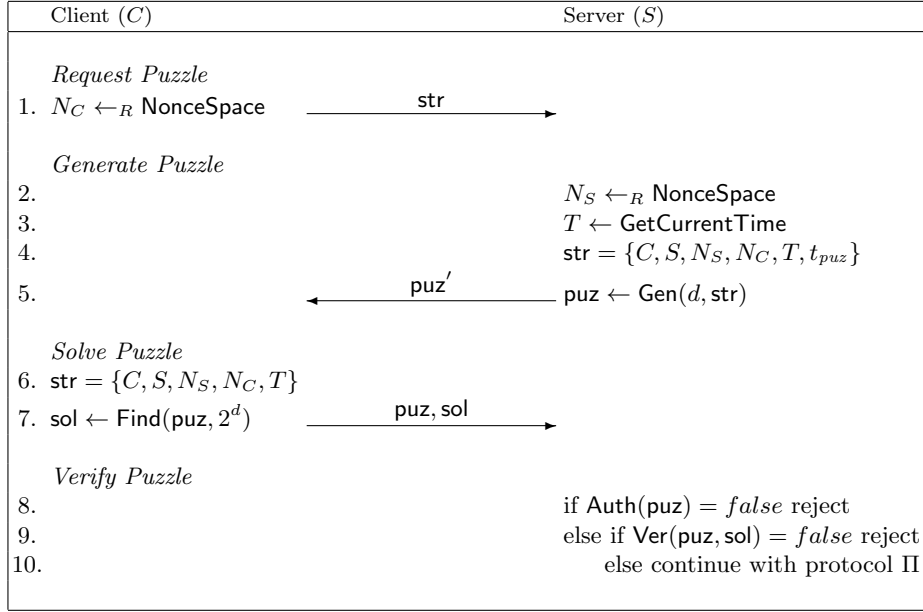 Client (C) Server (S)
Request Puzzle
1. N_C ←_R NonceSpace str
Generate Puzzle
2. N_S ←_R NonceSpace
3. T ← GetCurrentTime
4. str = {C, S, N_S, N_C, T, t_{puz}}
5. puz′ puz ← Gen(d, str)
Solve Puzzle
6. str = {C, S, N_S, N_C, T}
7. sol ← Find(puz, 2^d) puz, sol
Verify Puzzle
8. if Auth(puz) = false reject
9. else if Ver(puz, sol) = false reject
10. else continue with protocol Π